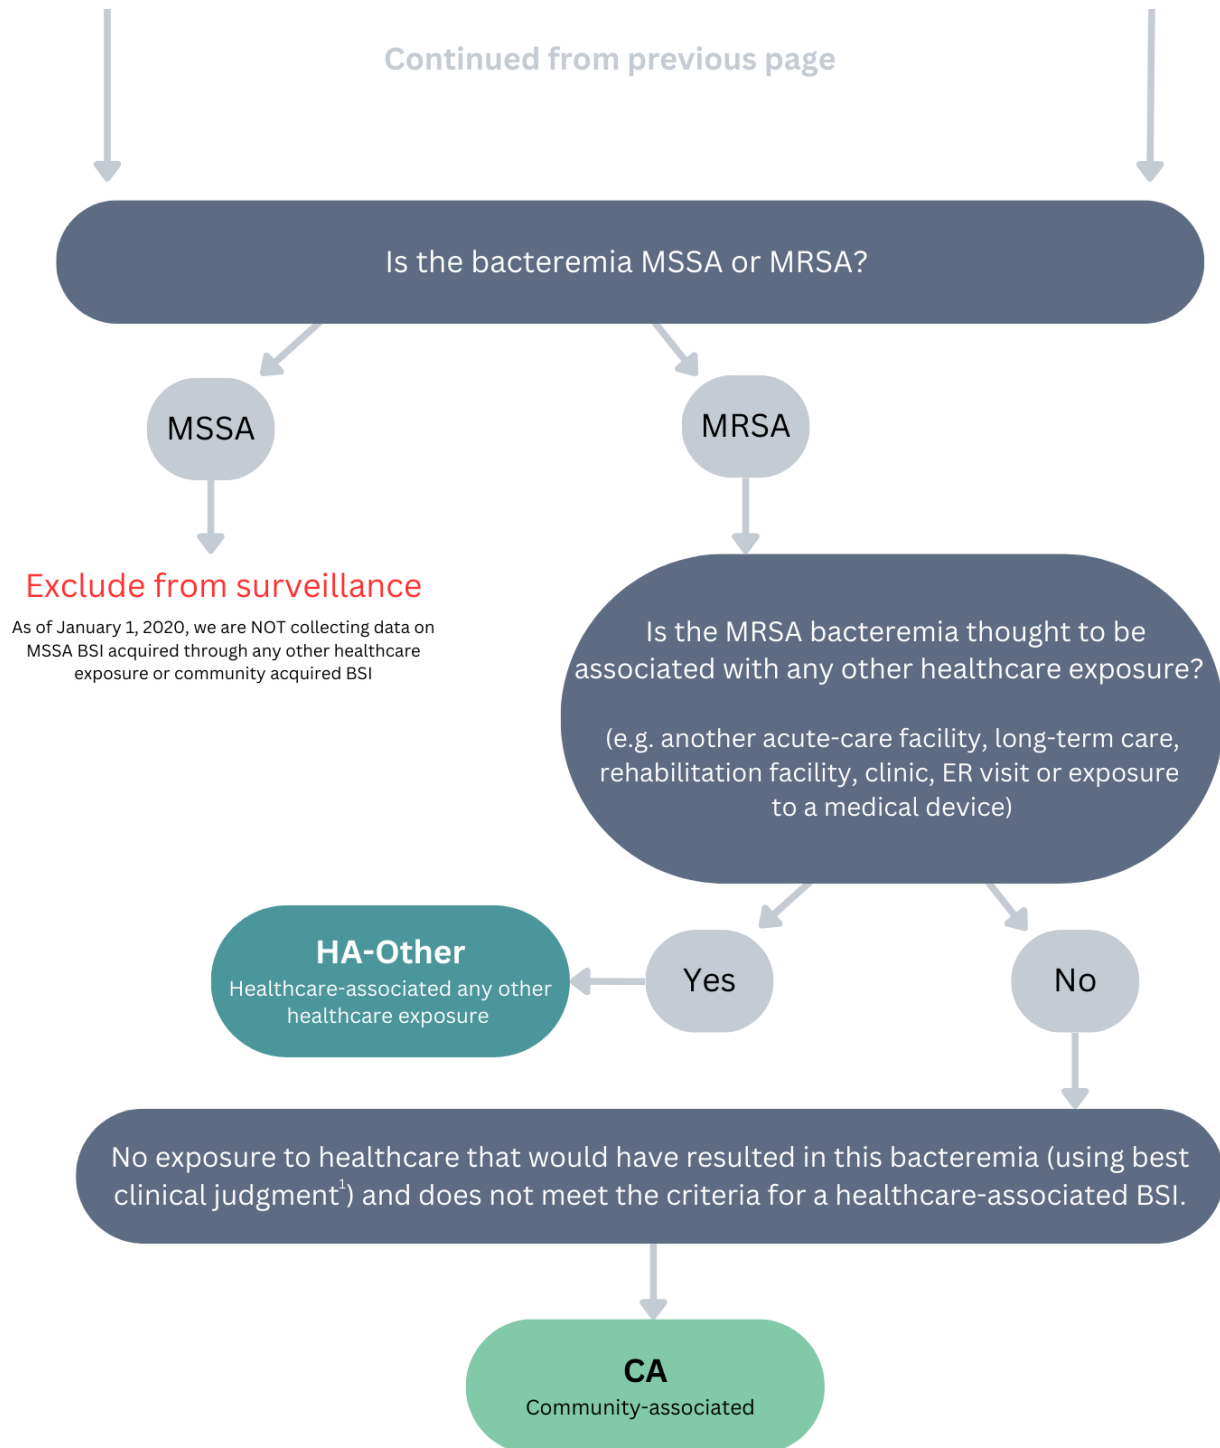 Continued from previous page
Is the bacteremia MSSA or MRSA?
MSSA
MRSA
Exclude from surveillance
As of January 1, 2020, we are NOT collecting data on
MSSA BSI acquired through any other healthcare
exposure or community acquired BSI
Is the MRSA bacteremia thought to be
associated with any other healthcare exposure?
(e.g. another acute-care facility, long-term care,
rehabilitation facility, clinic, ER visit or exposure
to a medical device)
HA-Other
Healthcare-associated any other
healthcare exposure
Yes
No
No exposure to healthcare that would have resulted in this bacteremia (using best
clinical judgment¹) and does not meet the criteria for a healthcare-associated BSI.
CA
Community-associated